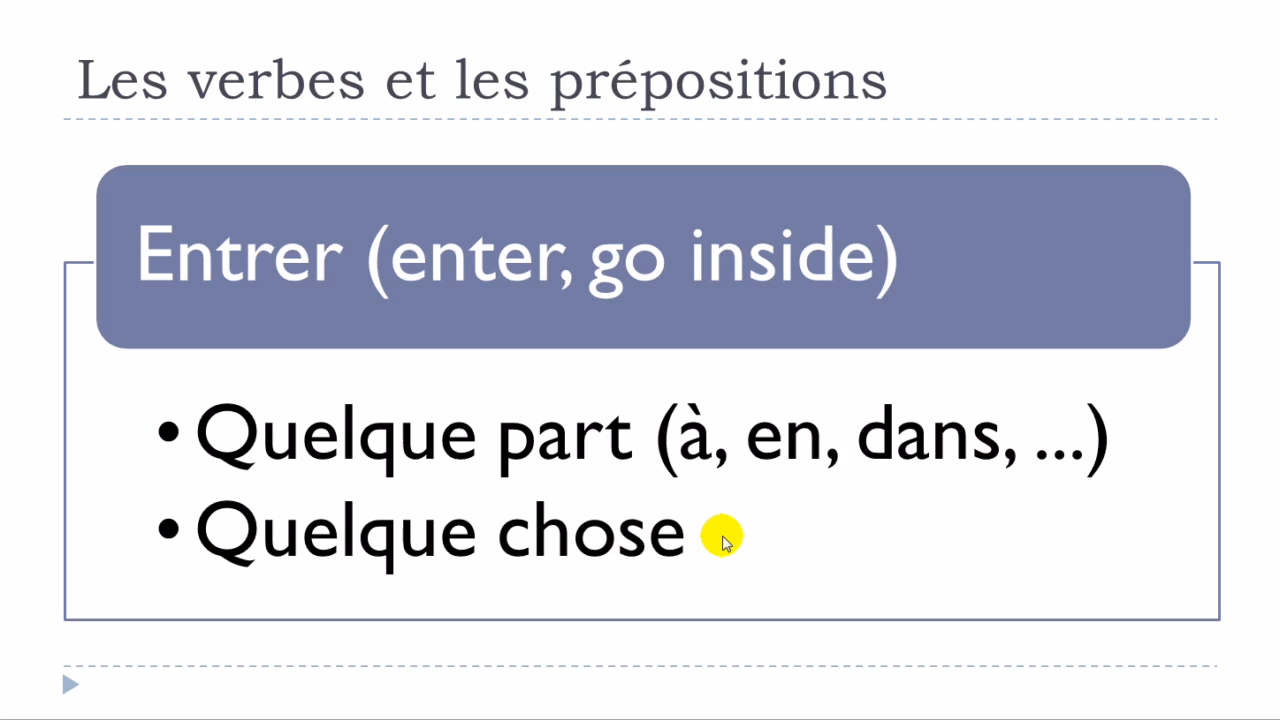 Les verbes et les prépositions
Entrer (enter, go inside)
• Quelque part (à, en, dans, ...)
• Quelque chose